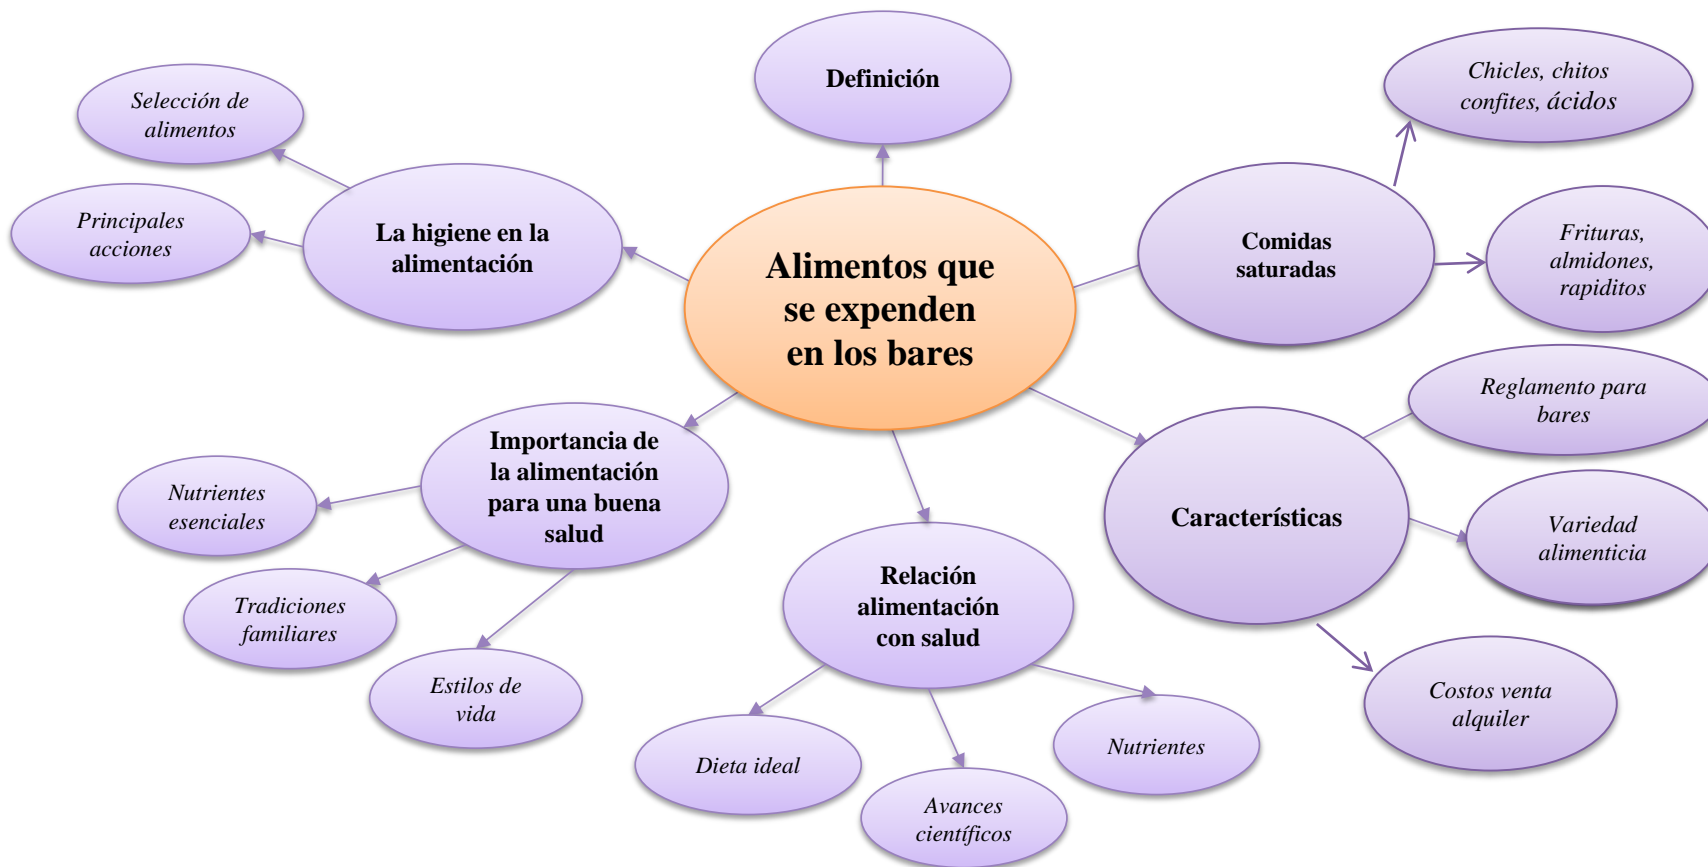 Definición
Chicles, chitos
confites, ácidos
Selección de
alimentos
Principales
acciones
La higiene en la
alimentación
Alimentos que
se expenden
en los bares
Comidas
saturadas
Frituras,
almidones,
rapiditos
Reglamento para
bares
Importancia de
la alimentación
para una buena
salud
Características
Nutrientes
esenciales
Variedad
alimenticia
Tradiciones
familiares
Relación
alimentación
con salud
Estilos de
vida
Costos venta
alquiler
Dieta ideal
Nutrientes
Avances
científicos